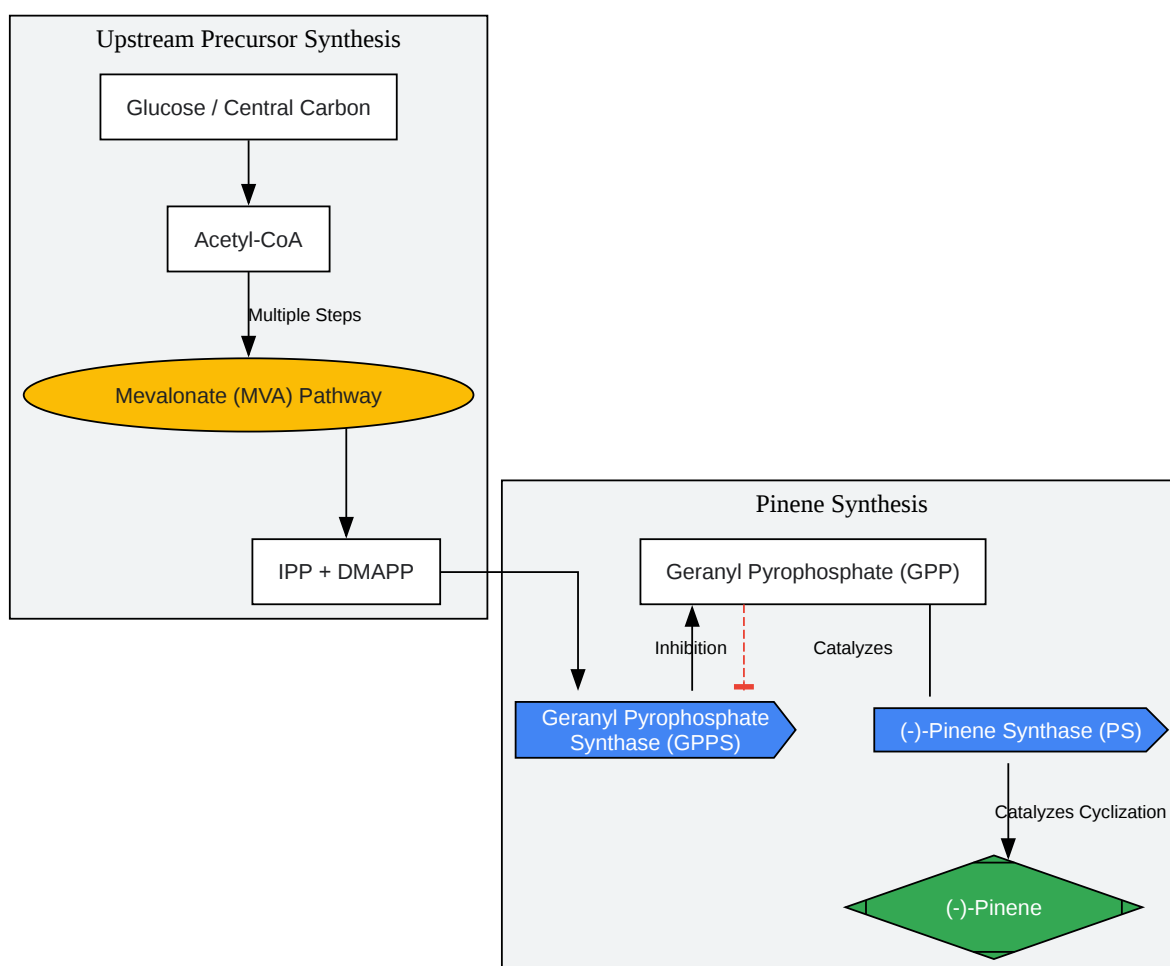 Upstream Precursor Synthesis
Glucose / Central Carbon
Acetyl-CoA
Multiple Steps
Mevalonate (MVA) Pathway
IPP + DMAPP
Pinene Synthesis
Geranyl Pyrophosphate (GPP)
Inhibition
Catalyzes
Geranyl Pyrophosphate
Synthase (GPPS)
(-)-Pinene Synthase (PS)
Catalyzes Cyclization
(-)-Pinene